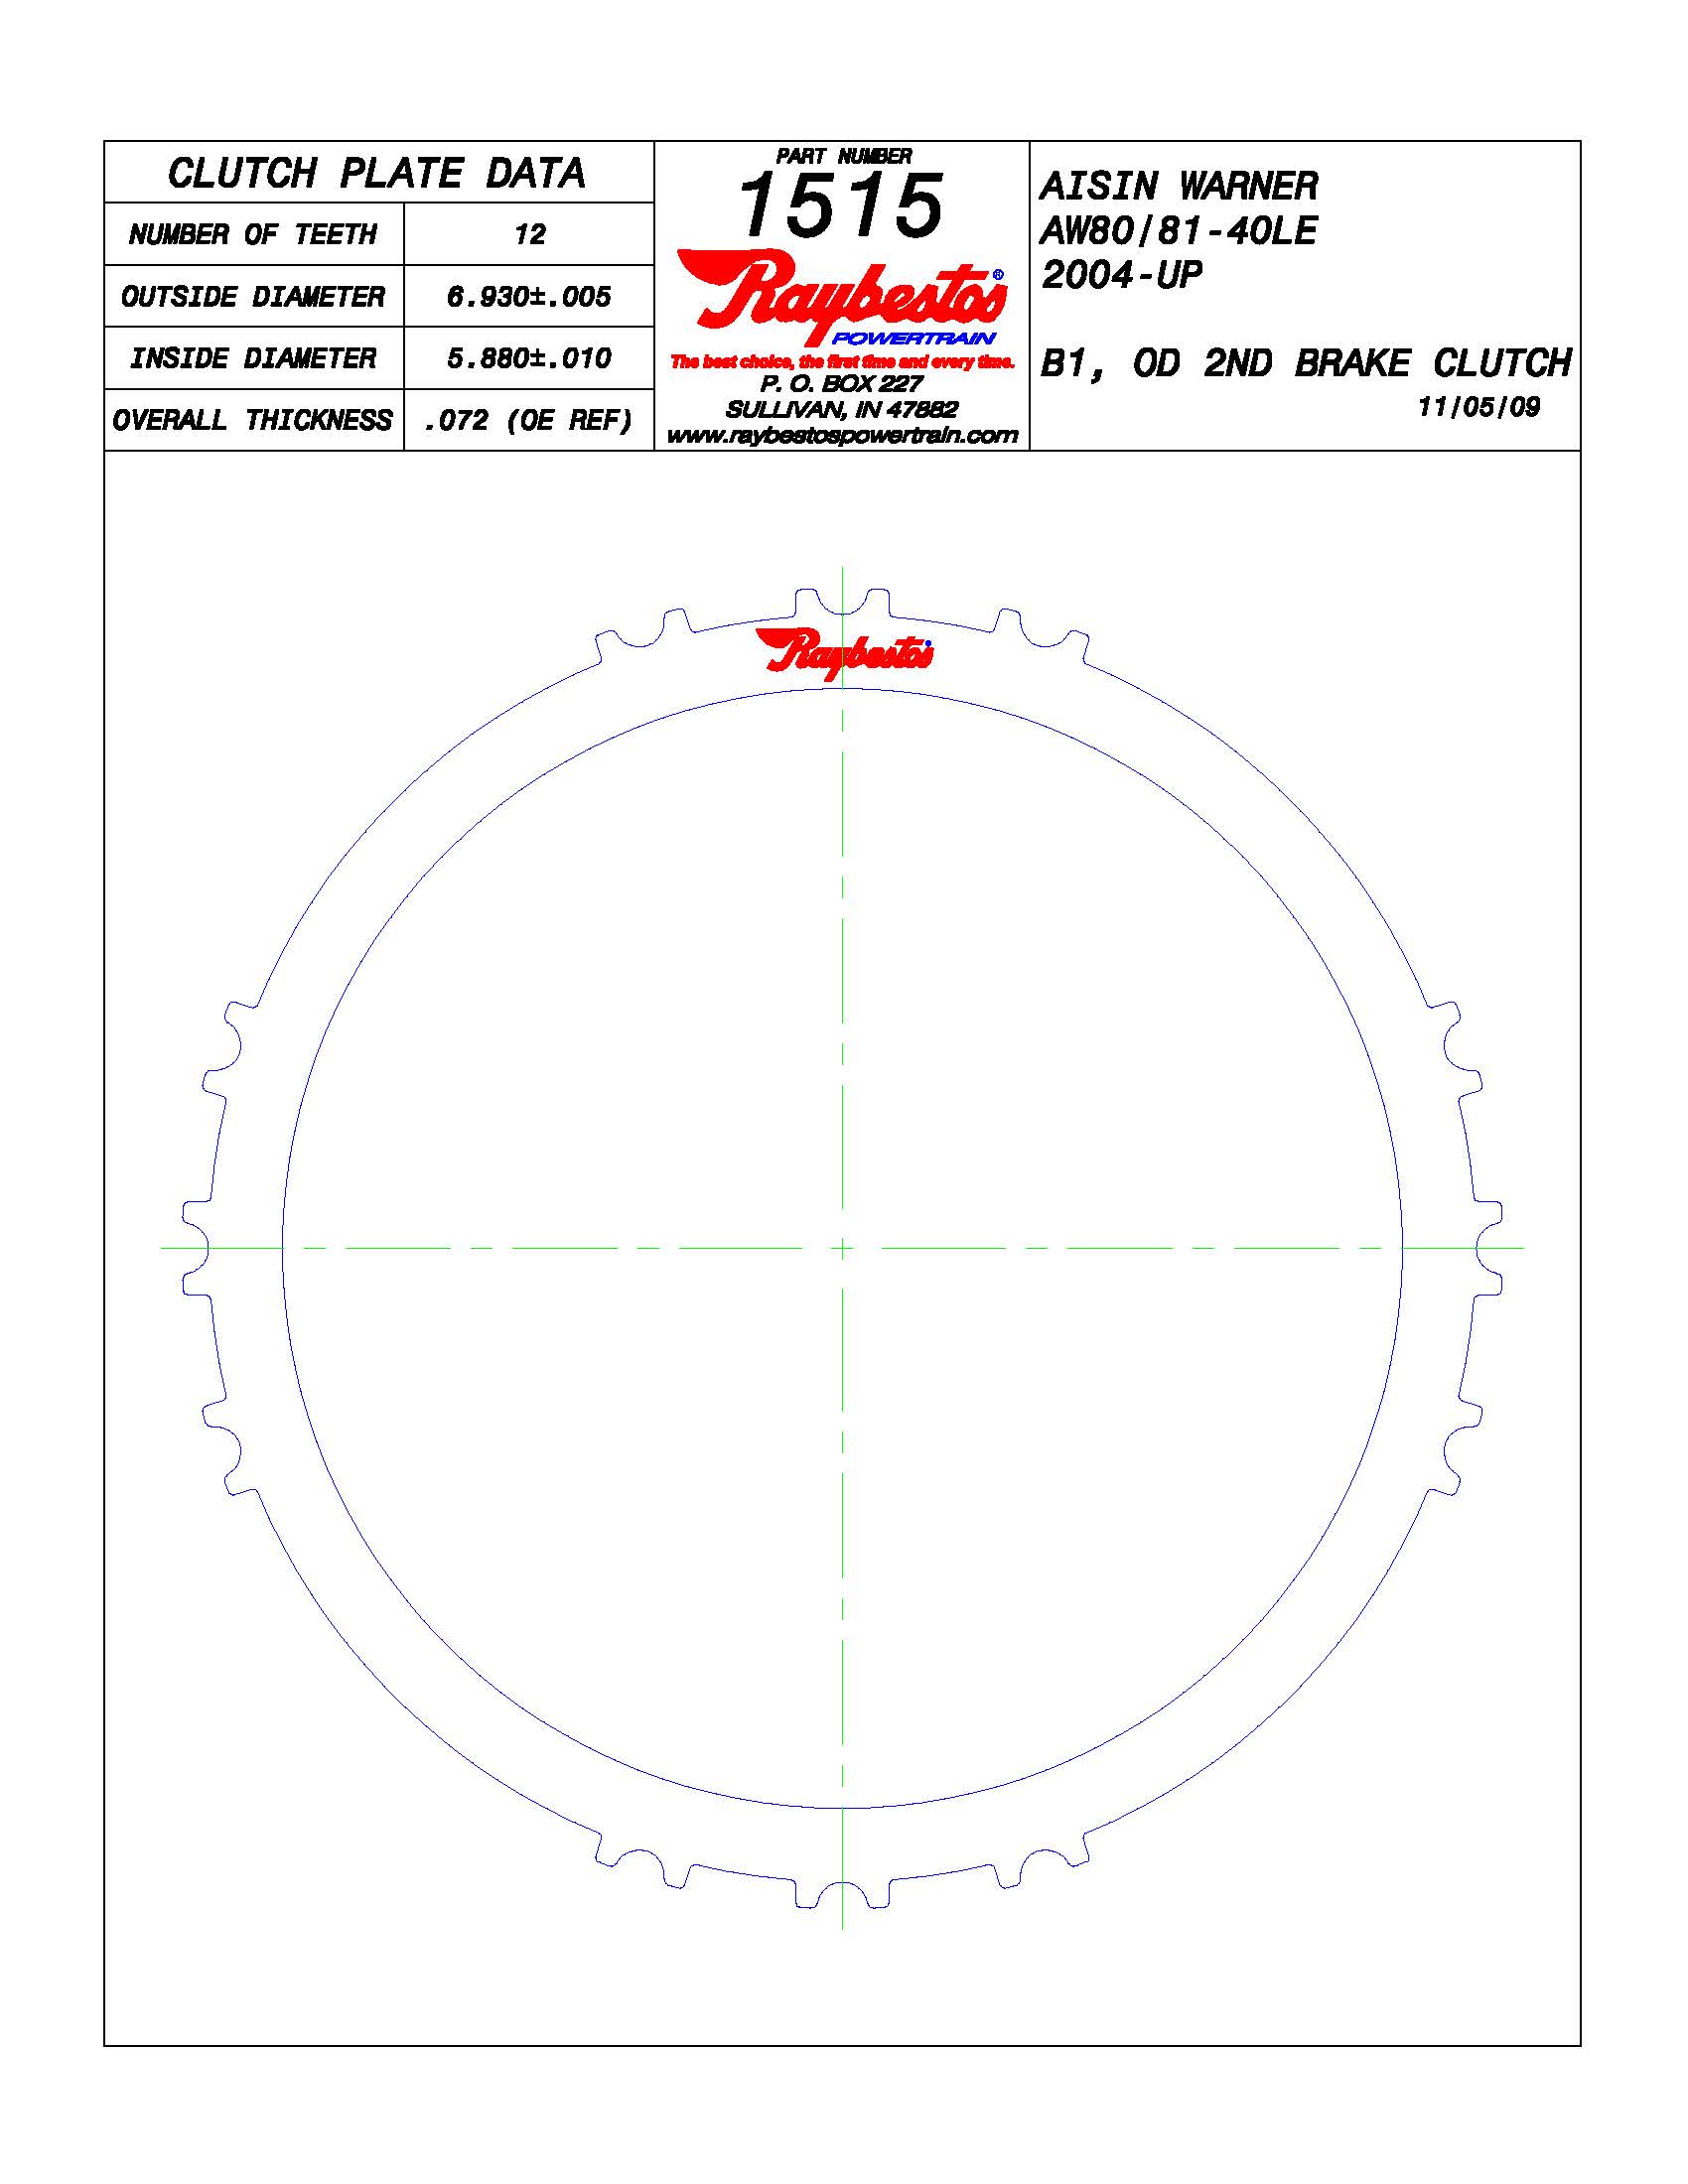 CLUTCH PLATE DATA
NUMBER OF TEETH 12
OUTSIDE DIAMETER 6.930±.005
INSIDE DIAMETER 5.880±.010
OVERALL THICKNESS .072 (OE REF)
PART NUMBER
1515
Raybestos®
POWERTRAIN
The best choice, the first time and every time.
P. O. BOX 227
SULLIVAN, IN 47882
www.raybestospowertrain.com
AISIN WARNER
AW80/81-40LE
2004-UP
B1, OD 2ND BRAKE CLUTCH
11/05/09
Raybestos